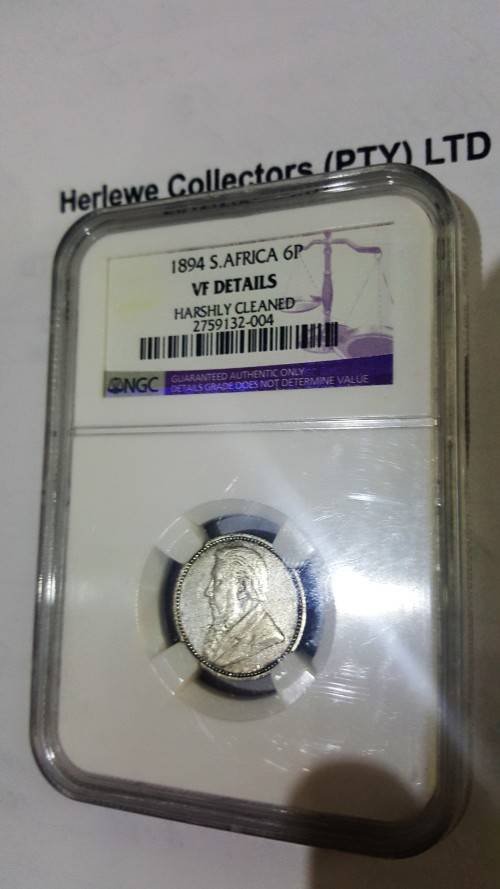 Herlewe Collectors (PTY) LTD
1894 S.AFRICA 6P
VF DETAILS
HARSHLY CLEANED
2759132-004
NGC
GUARANTEED AUTHENTIC ONLY
DETAILS GRADE DOES NOT DETERMINE VALUE